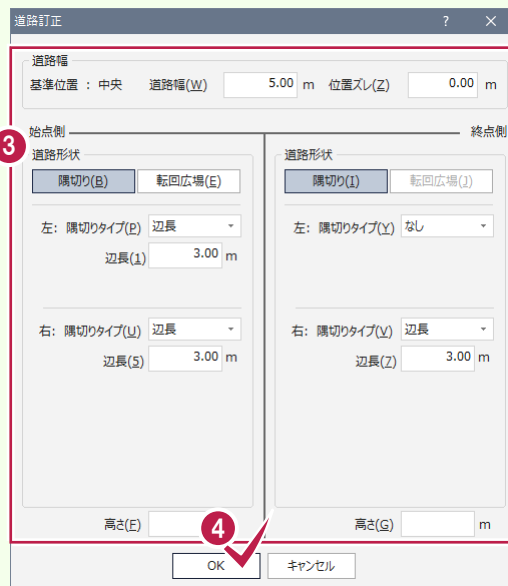 道路訂正 ? ×
道路幅
基準位置 : 中央 道路幅(W) 5.00 m 位置ズレ(Z) 0.00 m
3
始点側
道路形状
隅切り(B) 転回広場(E)
左: 隅切りタイプ(P) 辺長
辺長(1) 3.00 m
右: 隅切りタイプ(U) 辺長
辺長(5) 3.00 m
高さ(F)
終点側
道路形状
隅切り(I) 転回広場(J)
左: 隅切りタイプ(Y) なし
右: 隅切りタイプ(V) 辺長
辺長(7) 3.00 m
高さ(G) m
4
OK キャンセル